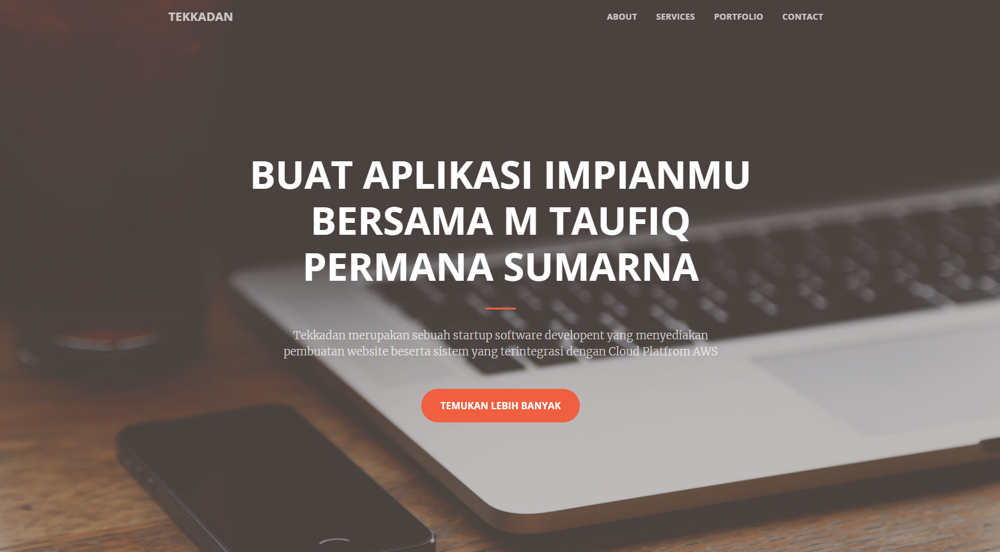 TEKKADAN
ABOUT SERVICES PORTFOLIO CONTACT
BUAT APLIKASI IMPIANMU
BERSAMA M TAUFIQ
PERMANA SUMARNA
Tekkadan merupakan sebuah startup software developent yang menyediakan
pembuatan website beserta sistem yang terintegrasi dengan Cloud Platfrom AWS
TEMUKAN LEBIH BANYAK